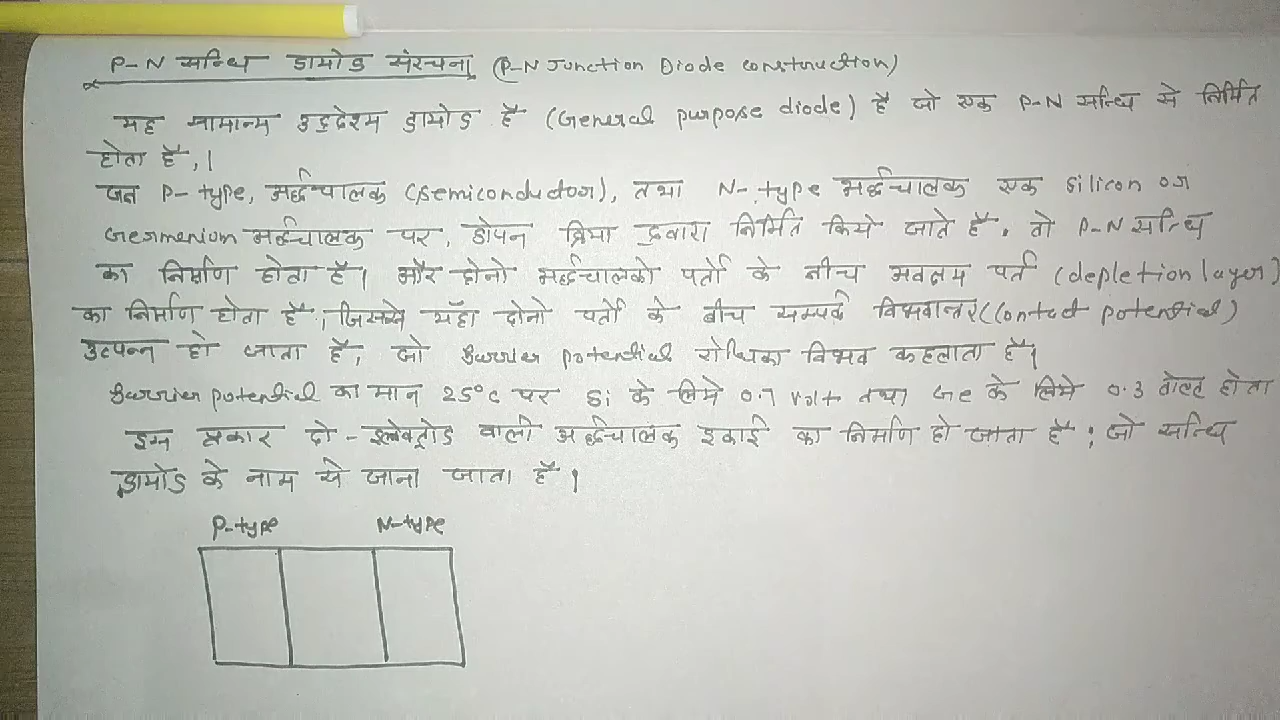 P-N सन्धि डायोड संरचना (P-N Junction Diode construction)
यह सामान्य उद्देश्य डायोड है (General purpose diode) है जो एक P-N सन्धि से निर्मित
होता है,।
जब P-type, अर्द्धचालक (Semiconductor), तथा N-type अर्द्धचालक एक Silicon or
Germenium अर्द्धचालक पर, डोपन क्रिया द्वारा निर्मित किये जाते है, तो P-N सन्धि
का निर्माण होता है। और दोनो अर्द्धचालको पर्तो के बीच अवक्षय पर्त (depletion layer)
का निर्माण होता है, जिससे यहाँ दोनो पर्तो के बीच सम्पर्क विभवान्तर (Contact potential)
उत्पन्न हो जाता है, जो Barrier potential रोधिका विभव कहलाता है।
Barrier potential का मान 25°C पर Si के लिये 0.7 Volt तथा Ge के लिये 0.3 वोल्ट होता
इस प्रकार दो-इलेक्ट्रोड वाली अर्द्धचालक इकाई का निर्माण हो जाता है; जो सन्धि
डायोड के नाम से जाना जाता है।
P-type N-type